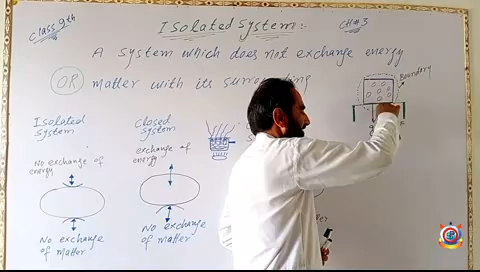 class 9th
Isolated System:-
CH#3
A System which does not exchange energy
OR matter with its surrounding
Boundary
Isolated
System
No exchange of
energy
No exchange
of matter
Closed
System
exchange of
energy
No exchange
of matter